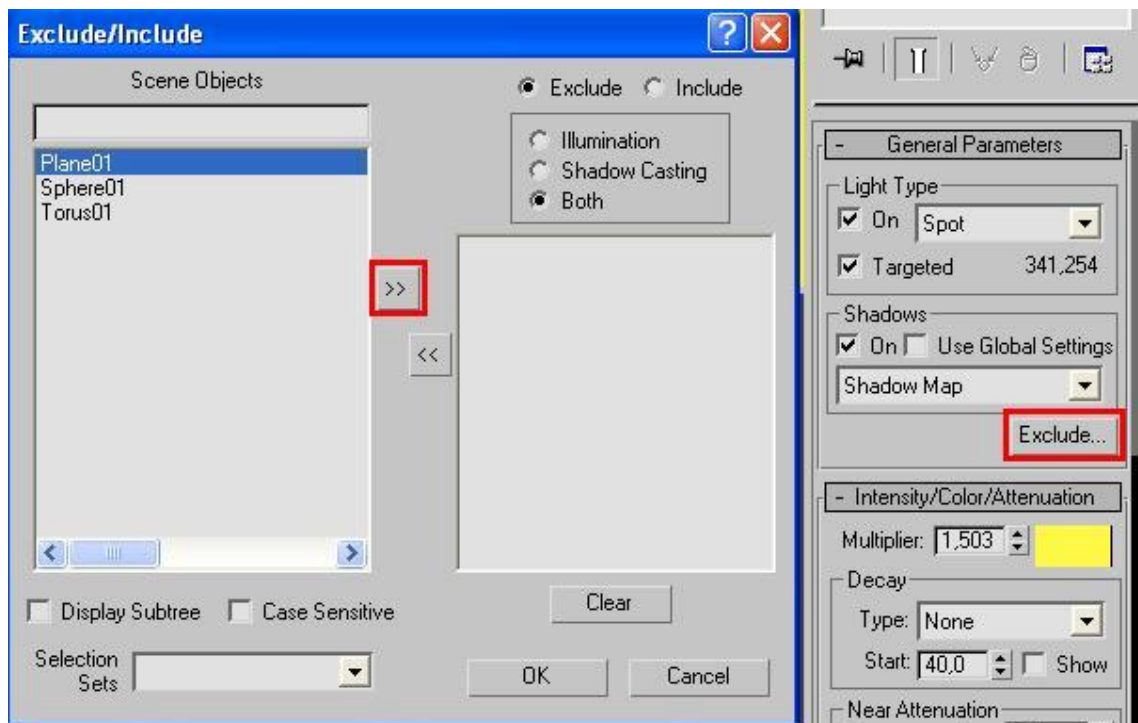 Exclude/Include
Scene Objects
Exclude Include
Illumination
Shadow Casting
Both
Plane01
Sphere01
Torus01
>>
<<
Display Subtree Case Sensitive
Clear
Selection
Sets
OK Cancel
- General Parameters
Light Type
On Spot
Targeted 341,254
Shadows
On Use Global Settings
Shadow Map
Exclude...
- Intensity/Color/Attenuation
Multiplier: 1,503
Decay
Type: None
Start: 40,0 Show
Near Attenuation